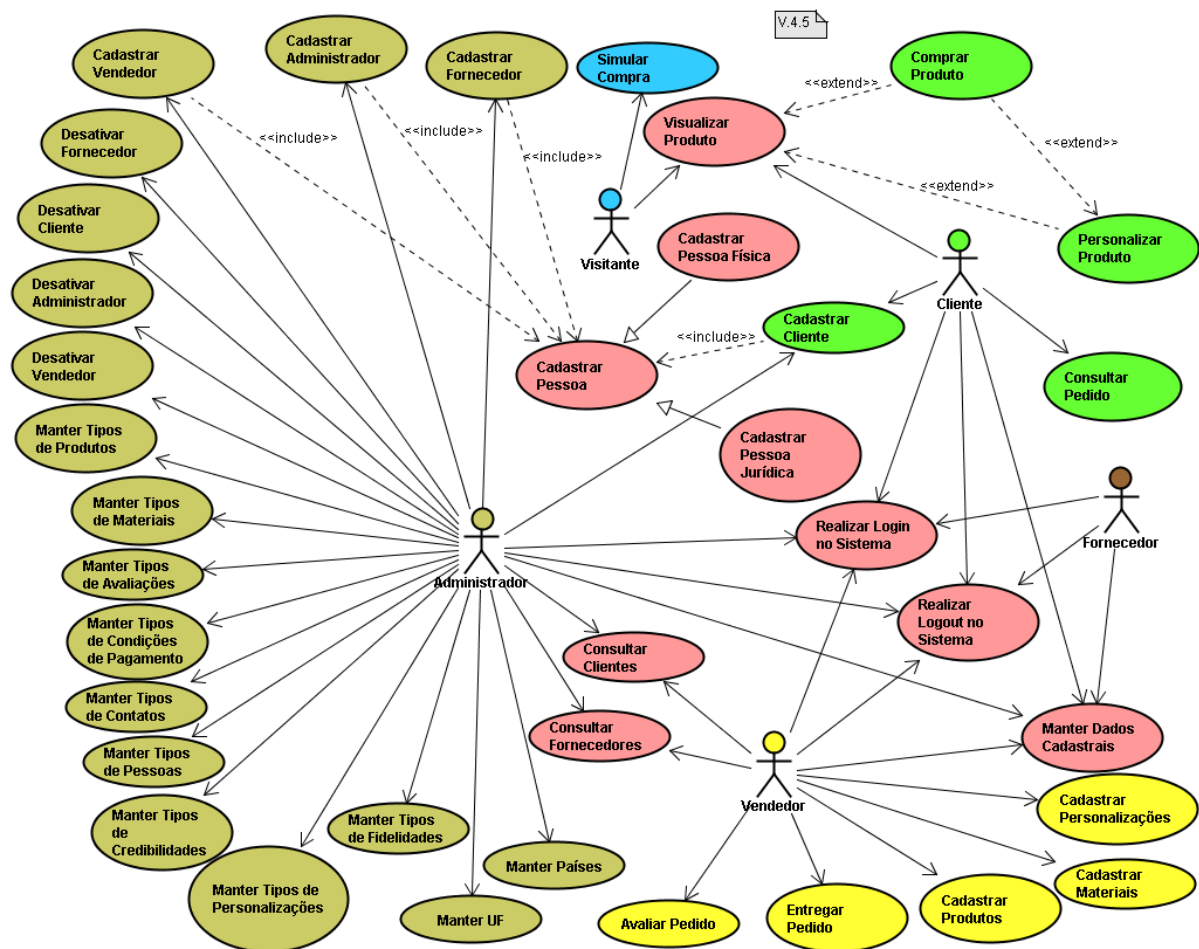 V.4.5
Cadastrar
Vendedor
Cadastrar
Administrador
Cadastrar
Fornecedor
Simular
Compra
Comprar
Produto
<<extend>>
Visualizar
Produto
<<include>>
<<include>>
<<include>>
<<extend>>
<<extend>>
Desativar
Fornecedor
Desativar
Cliente
Visitante
Cadastrar
Pessoa Física
Personalizar
Produto
Desativar
Administrador
Cliente
Cadastrar
Cliente
<<include>>
Desativar
Vendedor
Cadastrar
Pessoa
Consultar
Pedido
Manter Tipos
de Produtos
Cadastrar
Pessoa
Jurídica
Manter Tipos
de Materiais
Realizar Login
no Sistema
Fornecedor
Manter Tipos
de Avaliações
Administrador
Realizar
Logout no
Sistema
Manter Tipos
de Condições
de Pagamento
Consultar
Clientes
Manter Tipos
de Contatos
Consultar
Fornecedores
Manter Dados
Cadastrais
Manter Tipos
de Pessoas
Vendedor
Cadastrar
Personalizações
Manter Tipos
de
Credibilidades
Manter Tipos
de Fidelidades
Manter Países
Cadastrar
Materiais
Manter Tipos de
Personalizações
Manter UF
Avaliar Pedido
Entregar
Pedido
Cadastrar
Produtos